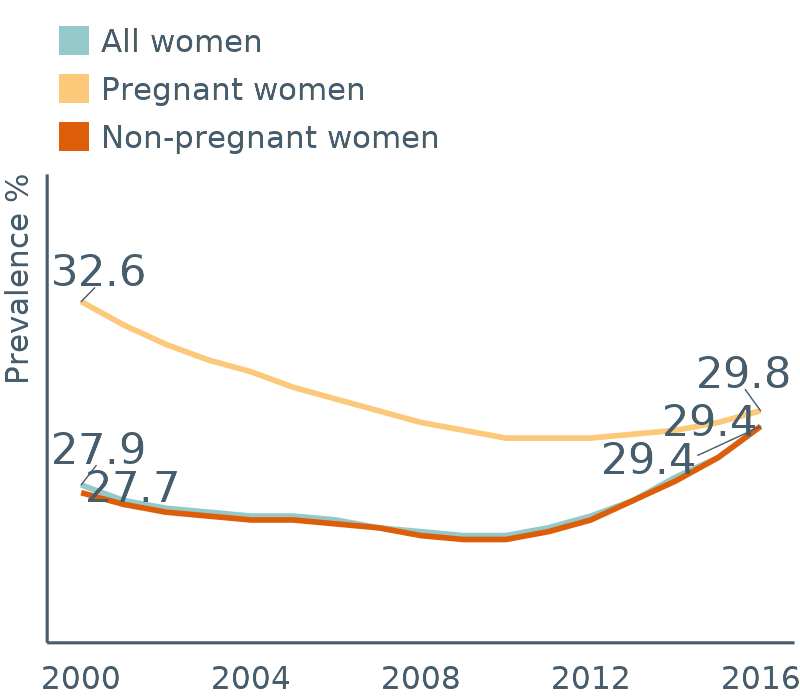 All women
Pregnant women
Non-pregnant women
Prevalence %
32.6
29.8
29.4
27.9
29.4
27.7
2000 2004 2008 2012 2016